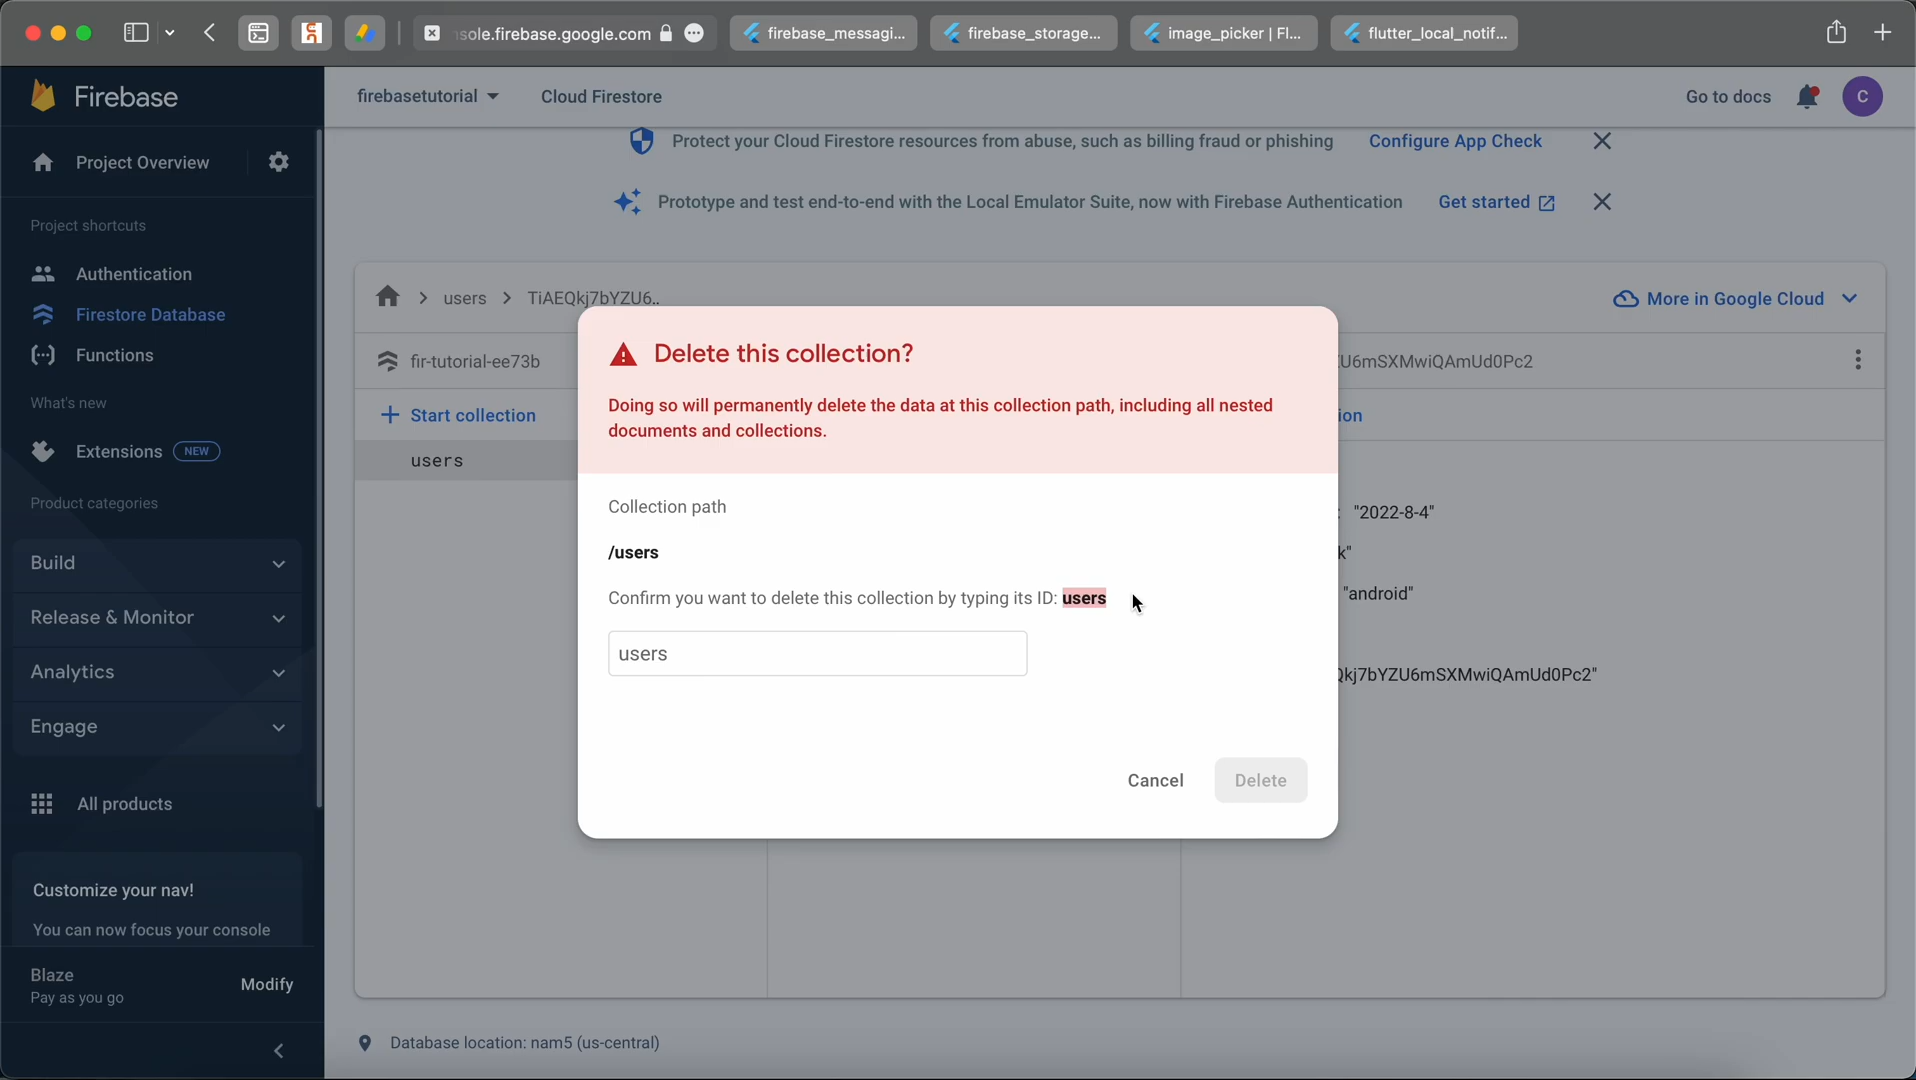 nsole.firebase.google.com
firebase_messagi...
firebase_storage...
image_picker | Fl...
flutter_local_notif...
Firebase
firebasetutorial
Cloud Firestore
Go to docs
C
Project Overview
Protect your Cloud Firestore resources from abuse, such as billing fraud or phishing
Configure App Check
Prototype and test end-to-end with the Local Emulator Suite, now with Firebase Authentication
Get started
Project shortcuts
Authentication
Firestore Database
Functions
What's new
Extensions NEW
Product categories
Build
Release & Monitor
Analytics
Engage
All products
Customize your nav!
You can now focus your console
Blaze
Pay as you go
Modify
users
TiAEQkj7bYZU6..
More in Google Cloud
fir-tutorial-ee73b
U6mSXMwiQAmUd0Pc2
Start collection
ion
users
: "2022-8-4"
k"
"android"
Qkj7bYZU6mSXMwiQAmUd0Pc2"
Delete this collection?
Doing so will permanently delete the data at this collection path, including all nested
documents and collections.
Collection path
/users
Confirm you want to delete this collection by typing its ID: users
users
Cancel
Delete
Database location: nam5 (us-central)